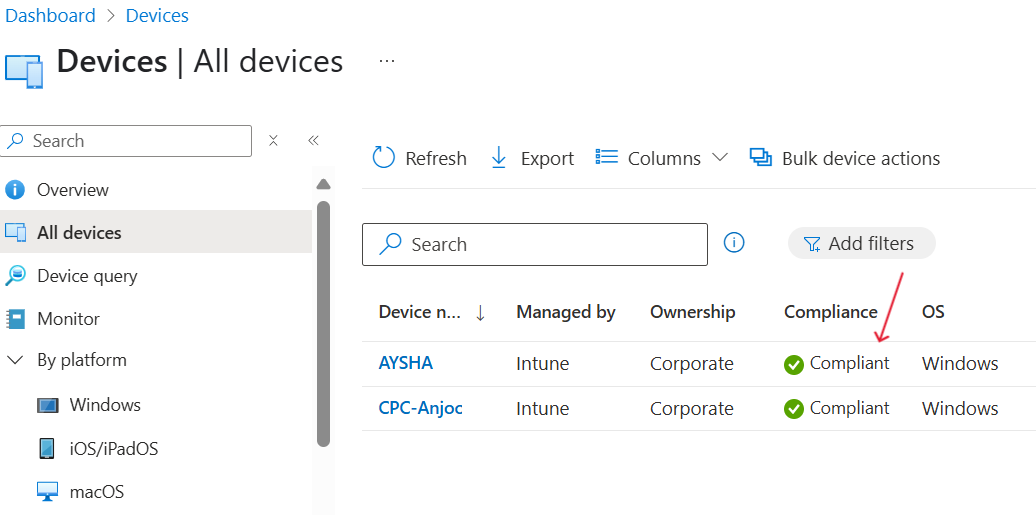 Dashboard > Devices
Devices | All devices ...
Search
Overview
All devices
Device query
Monitor
By platform
Windows
iOS/iPadOS
macOS
Refresh Export Columns Bulk device actions
Search Add filters
Device n... ↓ Managed by Ownership Compliance OS
AYSHA Intune Corporate Compliant Windows
CPC-Anjoc Intune Corporate Compliant Windows